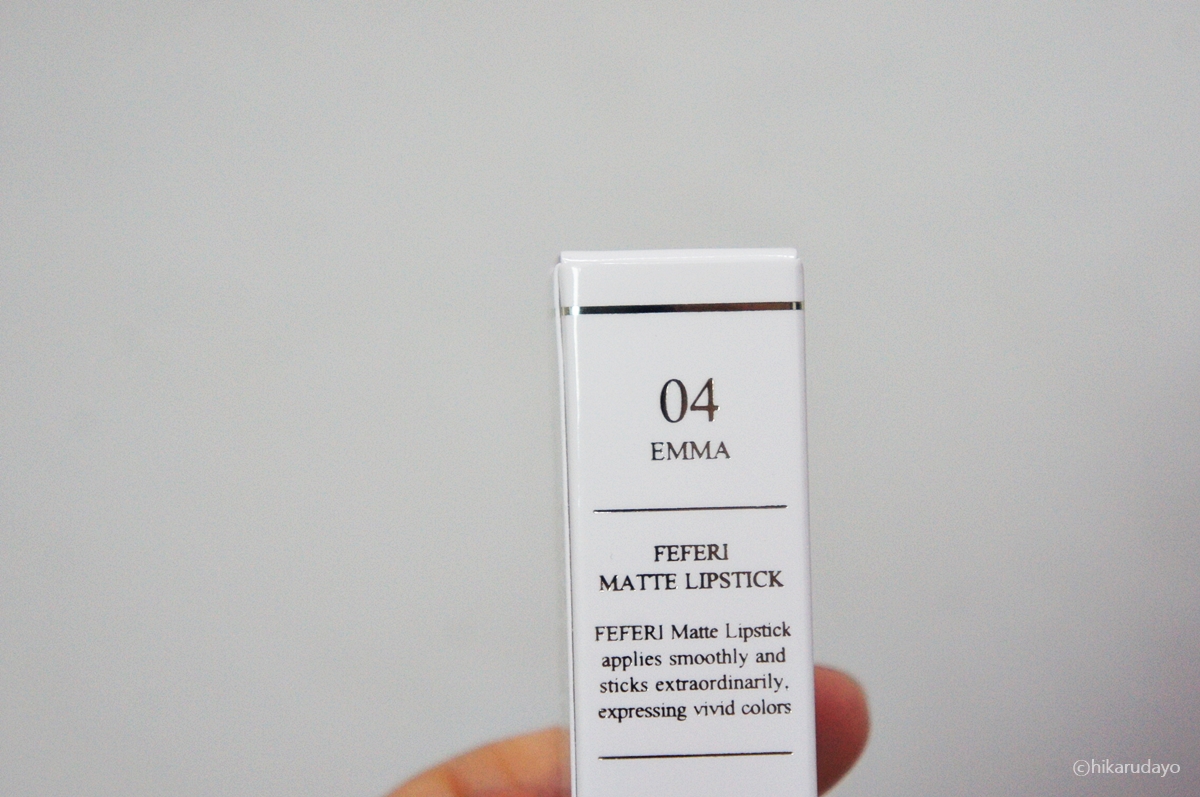 04
EMMA
FEFERI
MATTE LIPSTICK
FEFERI Matte Lipstick
applies smoothly and
sticks extraordinarily,
expressing vivid colors
©hikarudayo